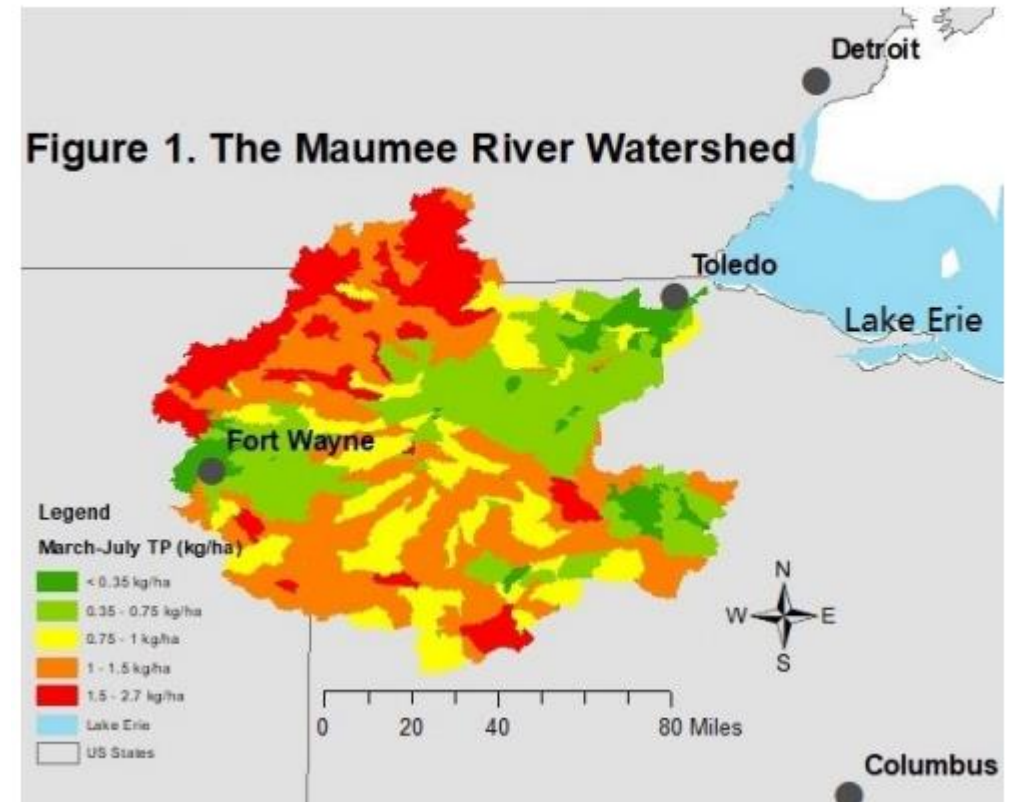 Detroit
Figure 1. The Maumee River Watershed
Toledo
Lake Erie
Fort Wayne
Legend
March-July TP (kg/ha)
< 0.35 kg/ha
0.35 - 0.75 kg/ha
0.75 - 1 kg/ha
1 - 1.5 kg/ha
1.5 - 2.7 kg/ha
Lake Erie
US States
N
W E
S
0 20 40 80 Miles
Columbus